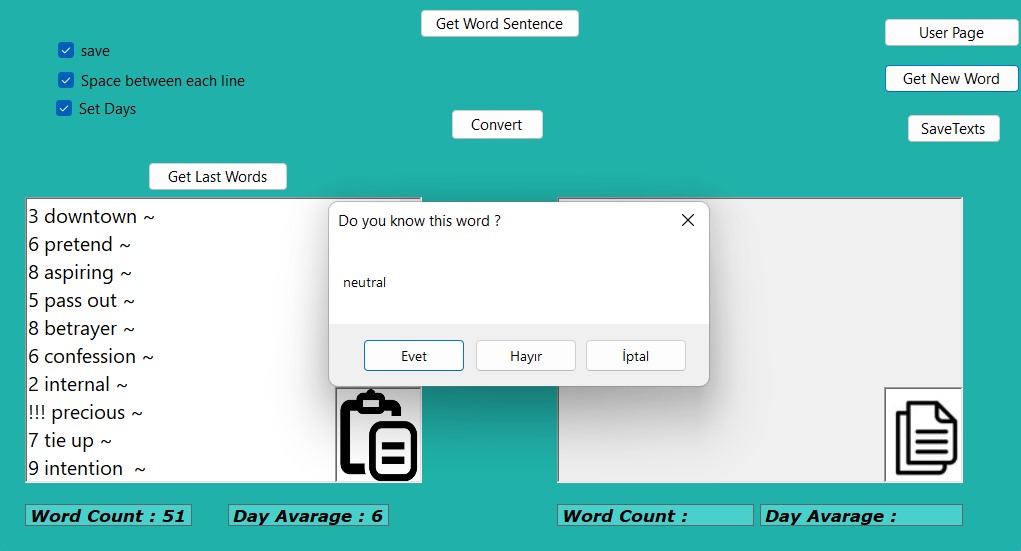 Get Word Sentence
User Page
save
Space between each line
Get New Word
Set Days
Convert
SaveTexts
Get Last Words
3 downtown ~
6 pretend ~
8 aspiring ~
5 pass out ~
8 betrayer ~
6 confession ~
2 internal ~
!!! precious ~
7 tie up ~
9 intention ~
Do you know this word ?
neutral
Evet
Hayır
İptal
Word Count : 51
Day Avarage : 6
Word Count :
Day Avarage :